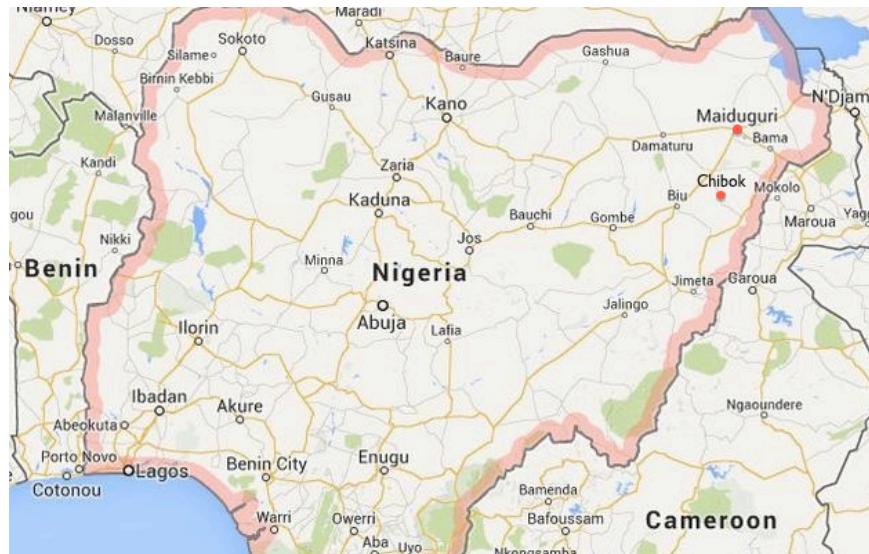 Niamey
Maradi
Dosso
Silame
Sokoto
Katsina
Baure
Gashua
Birnin Kebbi
Gusau
Kano
N'Djam
Malanville
Maiduguri
Damaturu
Bama
Kandi
Zaria
Chibok
Mokolo
Kaduna
Biu
Maroua
gou
Bauchi
Gombe
Yag
Nikki
Jos
Benin
Minna
Nigeria
Jimeta
Garoua
Abuja
Jalingo
Ilorin
Lafia
Ibadan
Akure
Ngaoundere
Abeokuta
Porto Novo
Lagos
Benin City
Enugu
Cotonou
Bamenda
Warri
Owerri
Bafoussam
Cameroon
Aba
Uyo
Nkongsamba